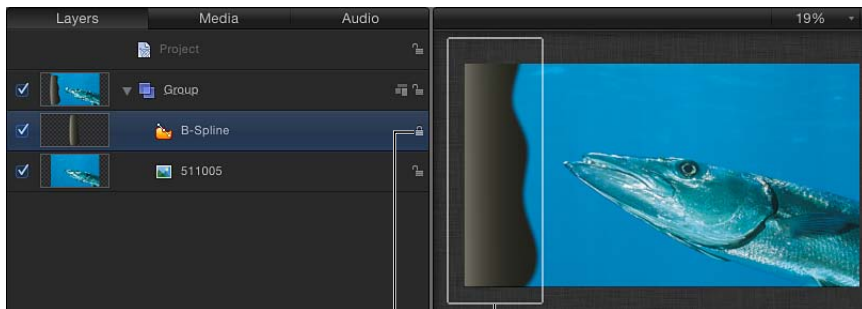 Layers Media Audio 19%
Project
Group
B-Spline
511005